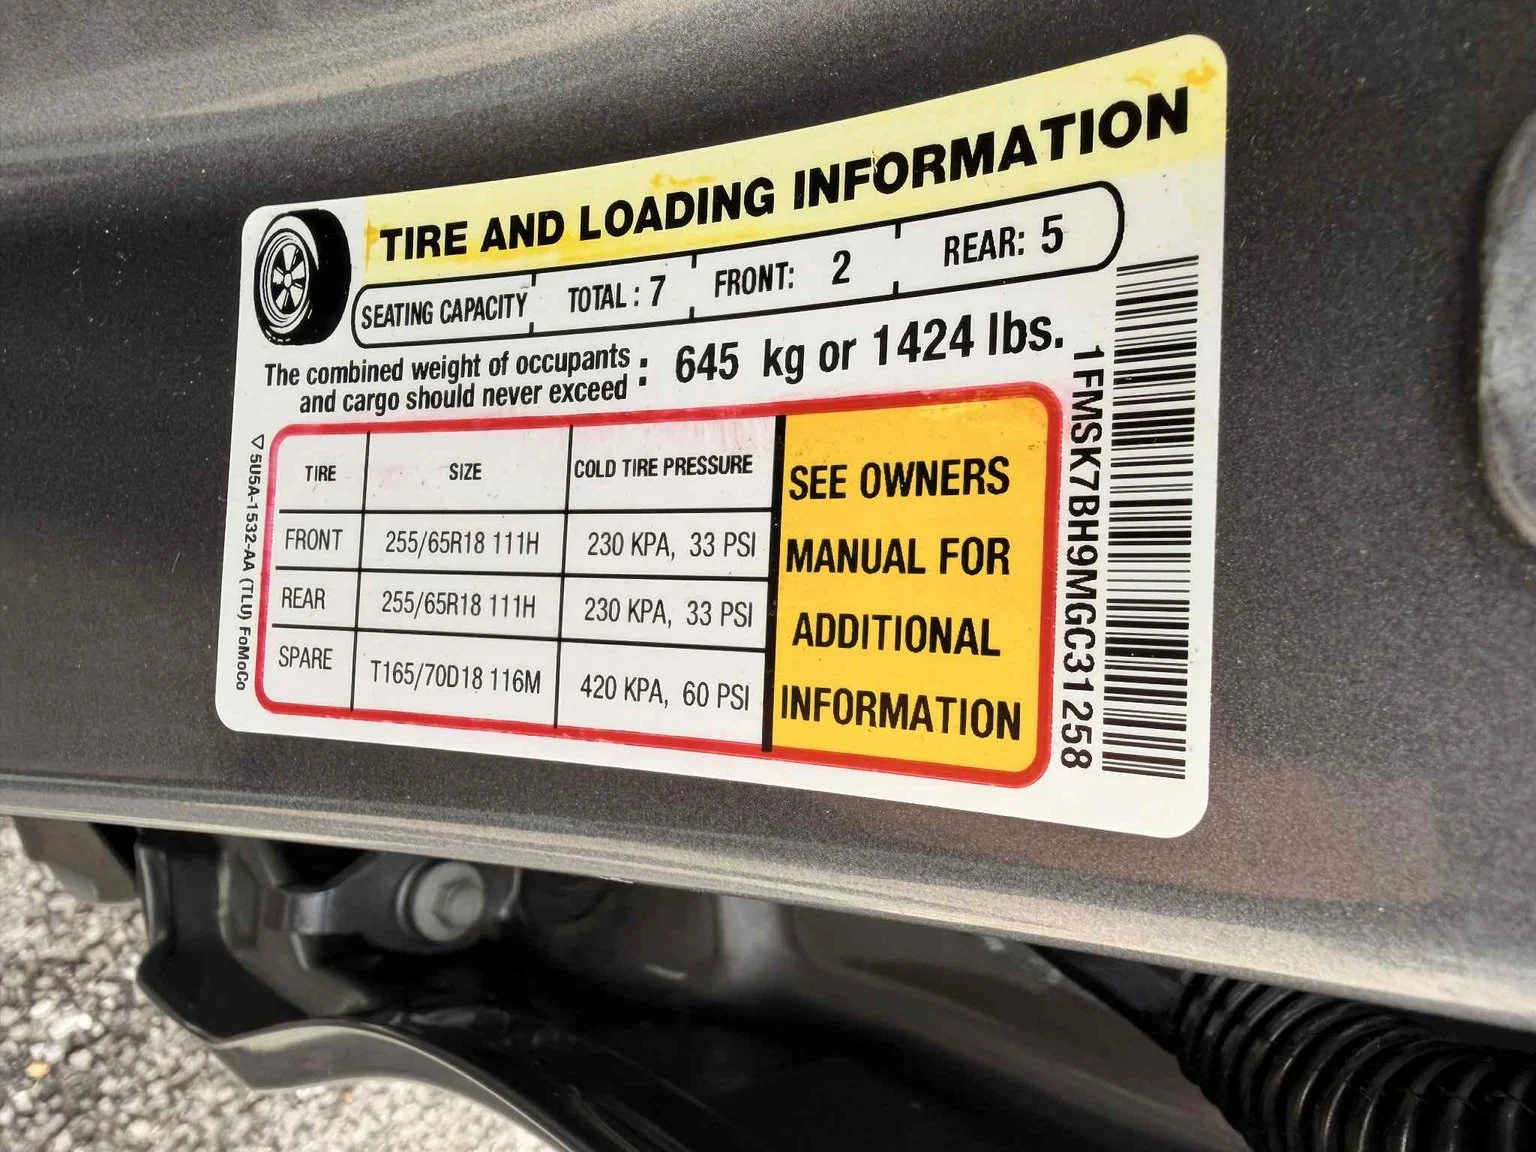 TIRE AND LOADING INFORMATION
SEATING CAPACITY TOTAL : 7 FRONT: 2 REAR: 5
The combined weight of occupants
and cargo should never exceed : 645 kg or 1424 lbs.
TIRE SIZE COLD TIRE PRESSURE
FRONT 255/65R18 111H 230 KPA, 33 PSI
REAR 255/65R18 111H 230 KPA, 33 PSI
SPARE T165/70D18 116M 420 KPA, 60 PSI
SEE OWNERS
MANUAL FOR
ADDITIONAL
INFORMATION
5U5A-1532-AA (TLU) FoMoCo
1FMSK7BH9MGC31258